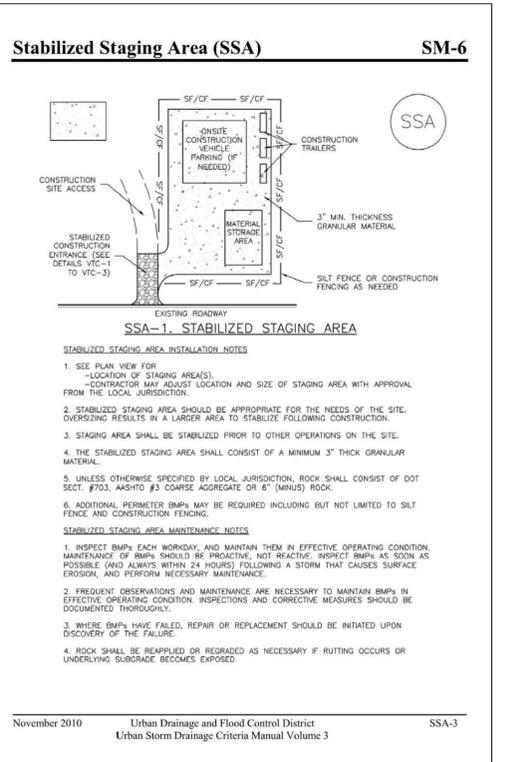 Stabilized Staging Area (SSA) SM-6
SF/CF SF/CF
SSA
SF/CF
SF/CF
ONSITE
CONSTRUCTION
VEHICLE
PARKING (IF
NEEDED)
CONSTRUCTION
TRAILERS
CONSTRUCTION
SITE ACCESS
SF/CF
3" MIN. THICKNESS
GRANULAR MATERIAL
MATERIAL
STORAGE
AREA
STABILIZED
CONSTRUCTION
ENTRANCE (SEE
DETAILS VTC-1
TO VTC-3)
SF/CF
SF/CF SF/CF
SILT FENCE OR CONSTRUCTION
FENCING AS NEEDED
EXISTING ROADWAY
SSA-1. STABILIZED STAGING AREA
STABILIZED STAGING AREA INSTALLATION NOTES
1. SEE PLAN VIEW FOR
-LOCATION OF STAGING AREA(S).
-CONTRACTOR MAY ADJUST LOCATION AND SIZE OF STAGING AREA WITH APPROVAL
FROM THE LOCAL JURISDICTION.
2. STABILIZED STAGING AREA SHOULD BE APPROPRIATE FOR THE NEEDS OF THE SITE.
OVERSIZING RESULTS IN A LARGER AREA TO STABILIZE FOLLOWING CONSTRUCTION.
3. STAGING AREA SHALL BE STABILIZED PRIOR TO OTHER OPERATIONS ON THE SITE.
4. THE STABILIZED STAGING AREA SHALL CONSIST OF A MINIMUM 3" THICK GRANULAR
MATERIAL.
5. UNLESS OTHERWISE SPECIFIED BY LOCAL JURISDICTION, ROCK SHALL CONSIST OF DOT
SECT. #703, AASHTO #3 COARSE AGGREGATE OR 6" (MINUS) ROCK.
6. ADDITIONAL PERIMETER BMPs MAY BE REQUIRED INCLUDING BUT NOT LIMITED TO SILT
FENCE AND CONSTRUCTION FENCING.
STABILIZED STAGING AREA MAINTENANCE NOTES
1. INSPECT BMPs EACH WORKDAY, AND MAINTAIN THEM IN EFFECTIVE OPERATING CONDITION.
MAINTENANCE OF BMPs SHOULD BE PROACTIVE, NOT REACTIVE. INSPECT BMPs AS SOON AS
POSSIBLE (AND ALWAYS WITHIN 24 HOURS) FOLLOWING A STORM THAT CAUSES SURFACE
EROSION, AND PERFORM NECESSARY MAINTENANCE.
2. FREQUENT OBSERVATIONS AND MAINTENANCE ARE NECESSARY TO MAINTAIN BMPs IN
EFFECTIVE OPERATING CONDITION. INSPECTIONS AND CORRECTIVE MEASURES SHOULD BE
DOCUMENTED THOROUGHLY.
3. WHERE BMPs HAVE FAILED, REPAIR OR REPLACEMENT SHOULD BE INITIATED UPON
DISCOVERY OF THE FAILURE.
4. ROCK SHALL BE REAPPLIED OR REGRADED AS NECESSARY IF RUTTING OCCURS OR
UNDERLYING SUBGRADE BECOMES EXPOSED.
November 2010 Urban Drainage and Flood Control District SSA-3
Urban Storm Drainage Criteria Manual Volume 3